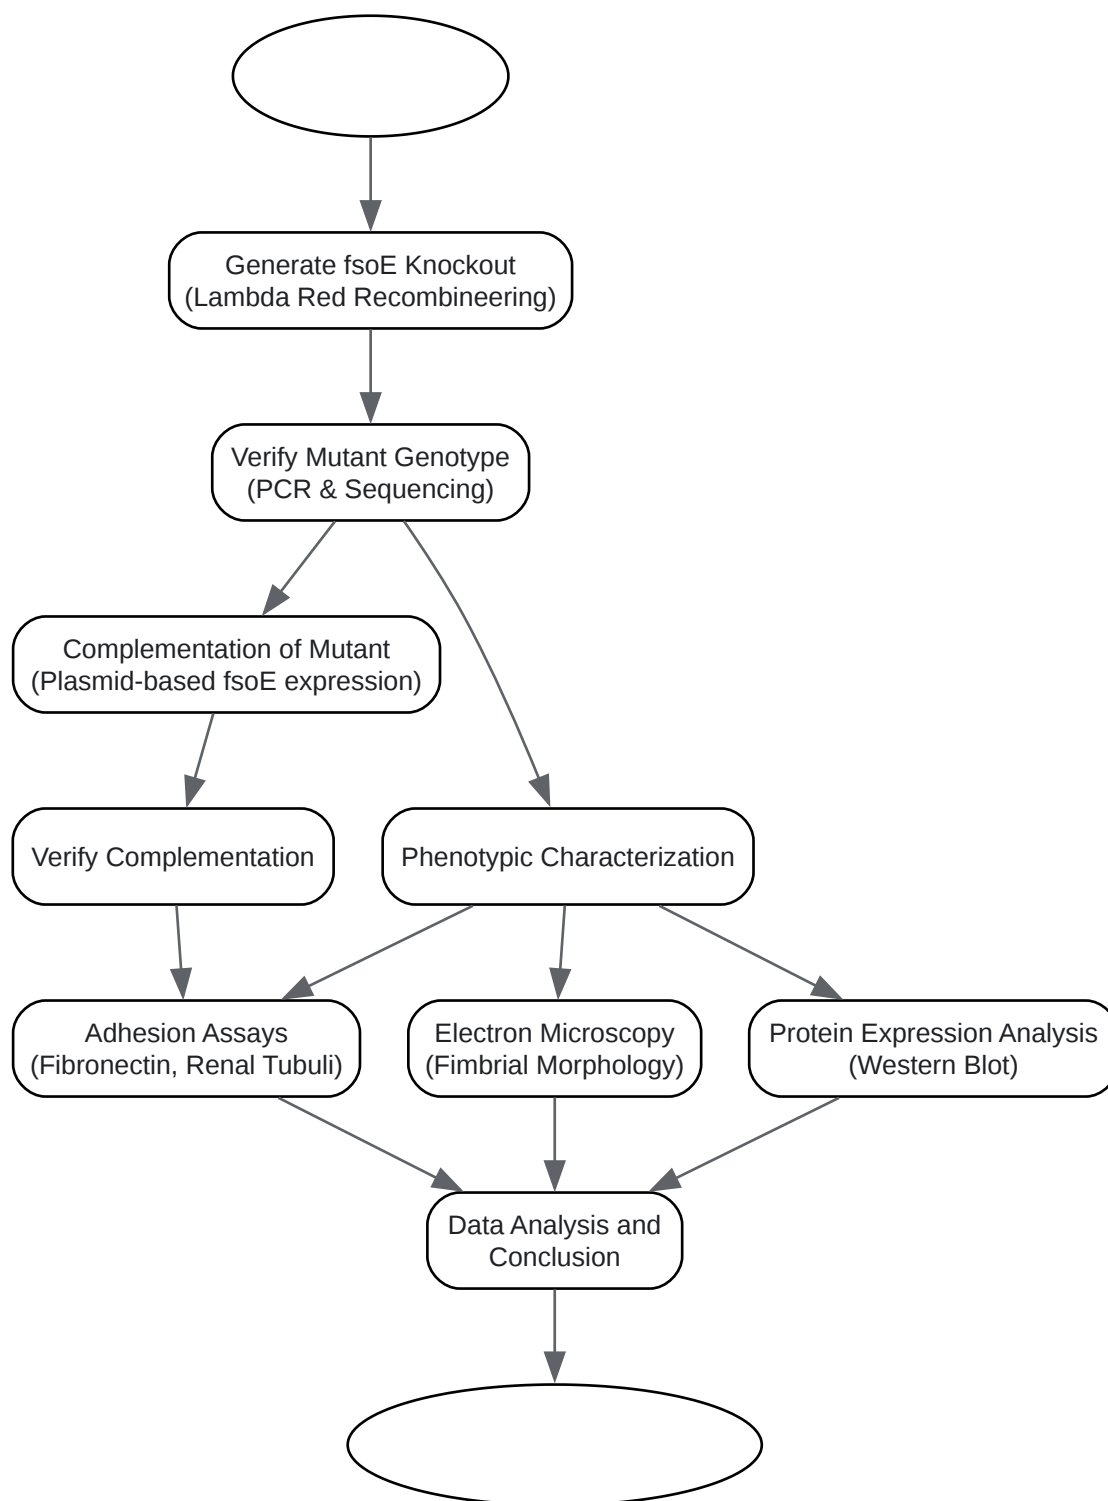 Generate fsoE Knockout
(Lambda Red Recombineering)
Verify Mutant Genotype
(PCR & Sequencing)
Complementation of Mutant
(Plasmid-based fsoE expression)
Verify Complementation
Phenotypic Characterization
Adhesion Assays
(Fibronectin, Renal Tubuli)
Electron Microscopy
(Fimbrial Morphology)
Protein Expression Analysis
(Western Blot)
Data Analysis and
Conclusion